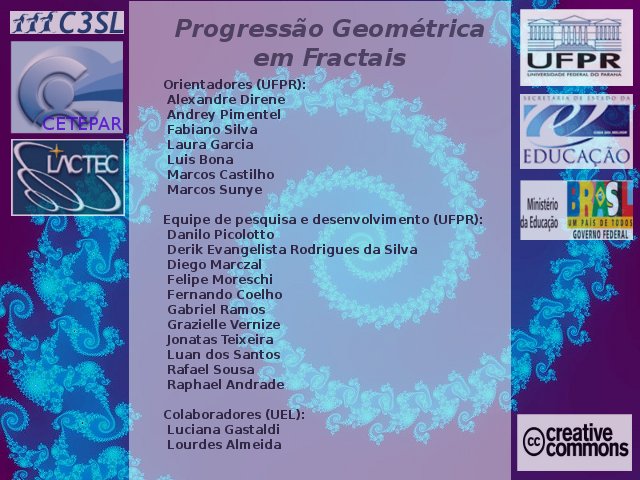 C3SL
CETEPAR
LACTEC
Progressão Geométrica
em Fractais
Orientadores (UFPR):
Alexandre Direne
Andrey Pimentel
Fabiano Silva
Laura Garcia
Luis Bona
Marcos Castilho
Marcos Sunye
Equipe de pesquisa e desenvolvimento (UFPR):
Danilo Picolotto
Derik Evangelista Rodrigues da Silva
Diego Marczal
Felipe Moreschi
Fernando Coelho
Gabriel Ramos
Grazielle Vernize
Jonatas Teixeira
Luan dos Santos
Rafael Sousa
Raphael Andrade
Colaboradores (UEL):
Luciana Gastaldi
Lourdes Almeida
UFPR
UNIVERSIDADE FEDERAL DO PARANÁ
SECRETARIA DE ESTADO DA
EDUCAÇÃO
Ministério
da Educação
BRASIL
UM PAÍS DE TODOS
GOVERNO FEDERAL
cc creative
commons